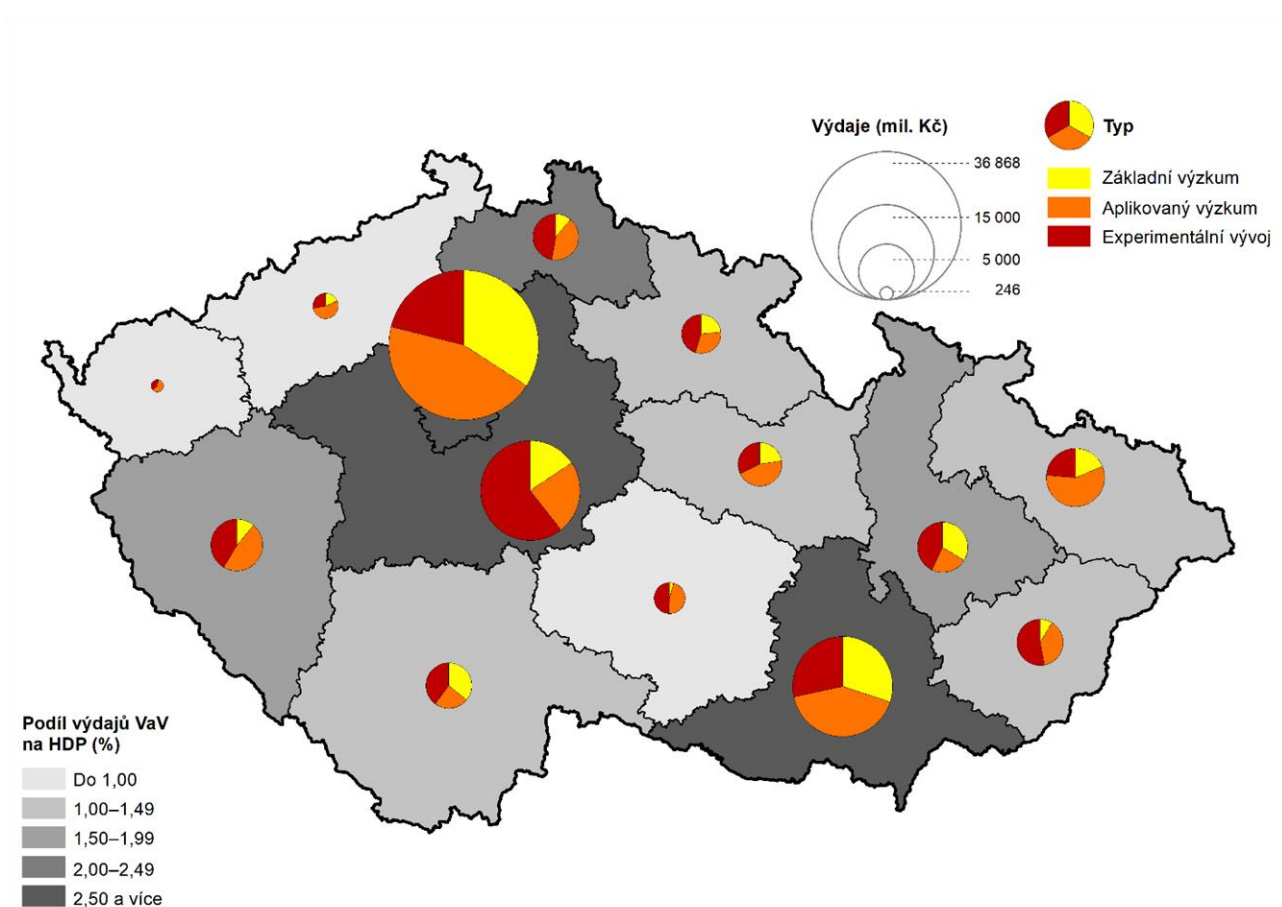 Výdaje (mil. Kč)
36 868
15 000
5 000
246
Typ
Základní výzkum
Aplikovaný výzkum
Experimentální vývoj
Podíl výdajů VaV
na HDP (%)
Do 1,00
1,00–1,49
1,50–1,99
2,00–2,49
2,50 a více